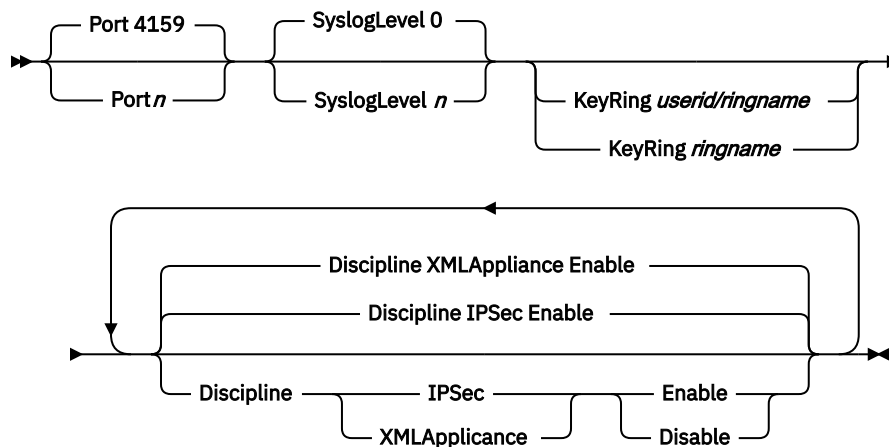 Port 4159
SyslogLevel 0
Port n
SyslogLevel n
KeyRing userid/ringname
KeyRing ringname
Discipline XMLAppliance Enable
Discipline IPSec Enable
Discipline IPSec Enable
XMLApplicance Disable